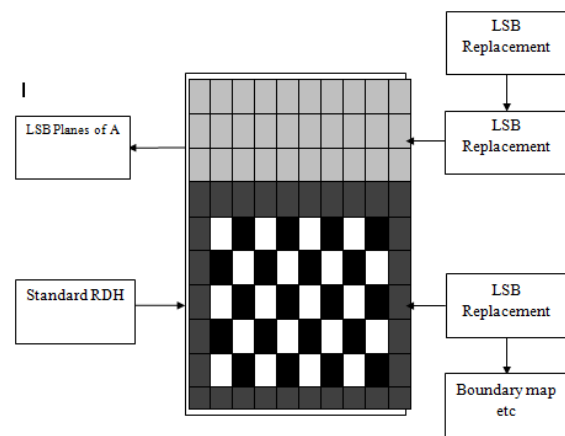 LSB
Replacement
I
LSB Planes of A
LSB
Replacement
Standard RDH
LSB
Replacement
Boundary map
etc